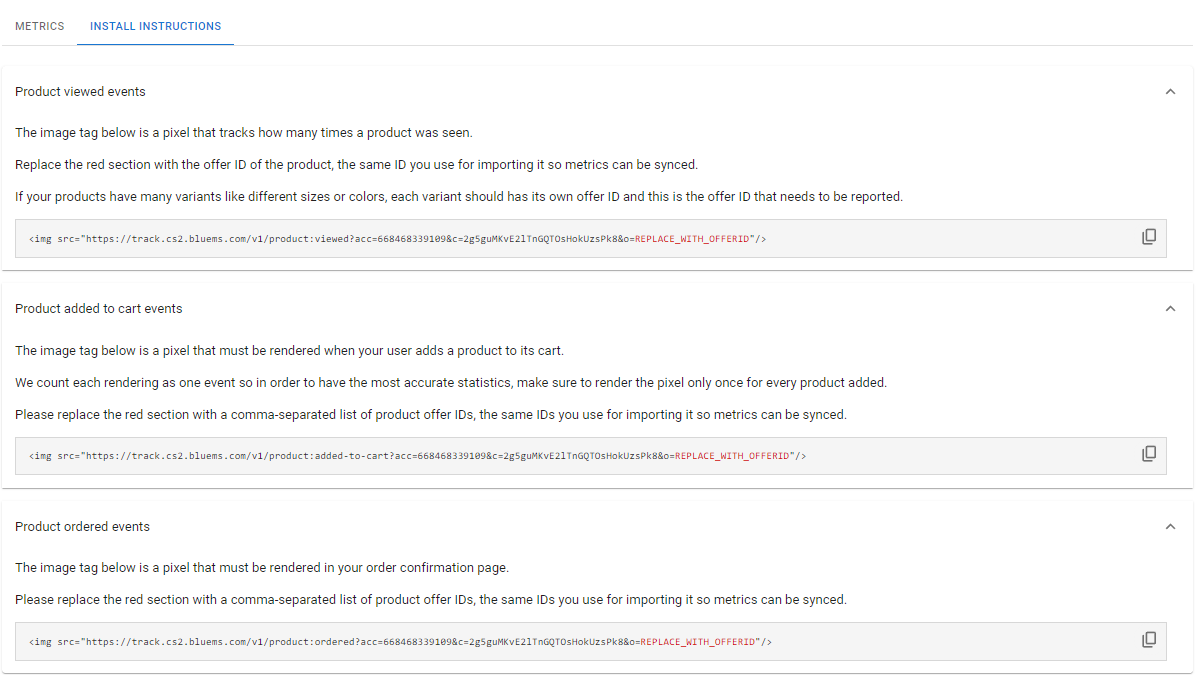 METRICS
INSTALL INSTRUCTIONS
Product viewed events
The image tag below is a pixel that tracks how many times a product was seen.
Replace the red section with the offer ID of the product, the same ID you use for importing it so metrics can be synced.
If your products have many variants like different sizes or colors, each variant should has its own offer ID and this is the offer ID that needs to be reported.
<img src="https://track.cs2.bluems.com/v1/product:viewed?acc=668468339109&c=2g5guMKvE2lTnGQTOsHokUzsPk8&o=REPLACE_WITH_OFFERID"/>
Product added to cart events
The image tag below is a pixel that must be rendered when your user adds a product to its cart.
We count each rendering as one event so in order to have the most accurate statistics, make sure to render the pixel only once for every product added.
Please replace the red section with a comma-separated list of product offer IDs, the same IDs you use for importing it so metrics can be synced.
<img src="https://track.cs2.bluems.com/v1/product:added-to-cart?acc=668468339109&c=2g5guMKvE2lTnGQTOsHokUzsPk8&o=REPLACE_WITH_OFFERID"/>
Product ordered events
The image tag below is a pixel that must be rendered in your order confirmation page.
Please replace the red section with a comma-separated list of product offer IDs, the same IDs you use for importing it so metrics can be synced.
<img src="https://track.cs2.bluems.com/v1/product:ordered?acc=668468339109&c=2g5guMKvE2lTnGQTOsHokUzsPk8&o=REPLACE_WITH_OFFERID"/>